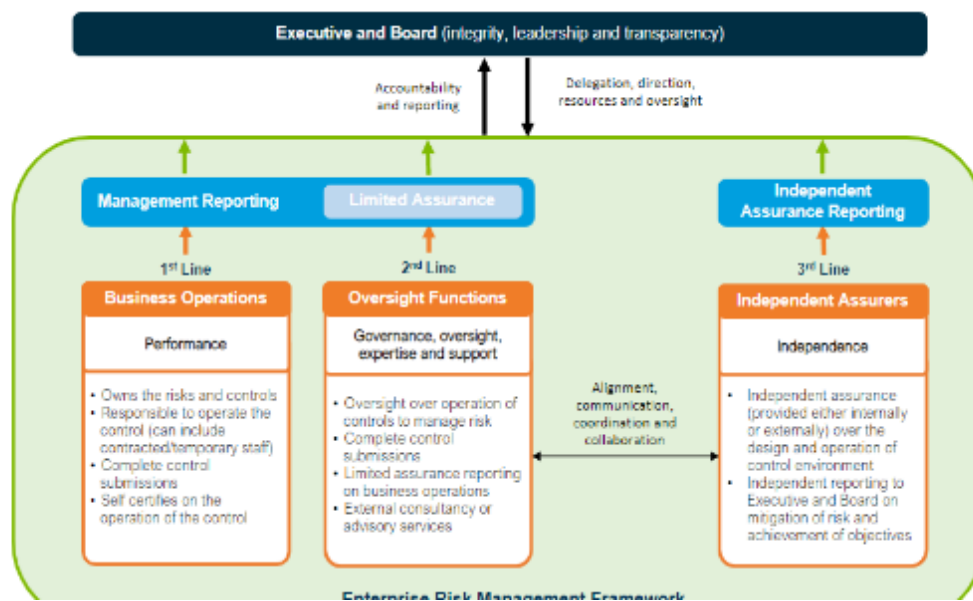 Executive and Board (integrity, leadership and transparency)
Accountability
and reporting
Delegation, direction,
resources and oversight
Management Reporting
Limited Assurance
Independent
Assurance Reporting
1st Line
2nd Line
3rd Line
Business Operations
Performance
• Owns the risks and controls
• Responsible to operate the
control (can include
contracted/temporary staff)
• Complete control
submissions
• Self certifies on the
operation of the control
Oversight Functions
Governance, oversight,
expertise and support
• Oversight over operation of
controls to manage risk
• Complete control
submissions
• Limited assurance reporting
on business operations
• External consultancy or
advisory services
Alignment,
communication,
coordination and
collaboration
Independent Assurers
Independence
• Independent assurance
(provided either internally
or externally) over the
design and operation of
control environment
• Independent reporting to
Executive and Board on
mitigation of risk and
achievement of objectives
Enterprise Risk Management Framework